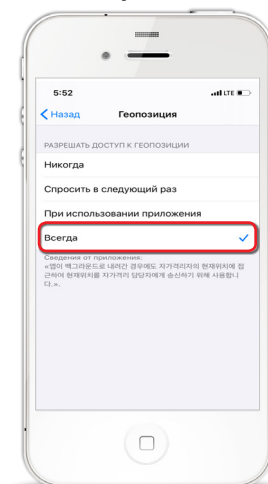 5:52
LTE
Назад
Геопозиция
РАЗРЕШАТЬ ДОСТУП К ГЕОПОЗИЦИИ
Никогда
Спросить в следующий раз
При использовании приложения
Всегда
Сведения от приложения:
«앱이 백그라운드로 내려간 경우에도 자가격리자의 현재위치에 접
근하여 현재위치를 자가격리 담당자에게 송신하기 위해 사용합니
다.».